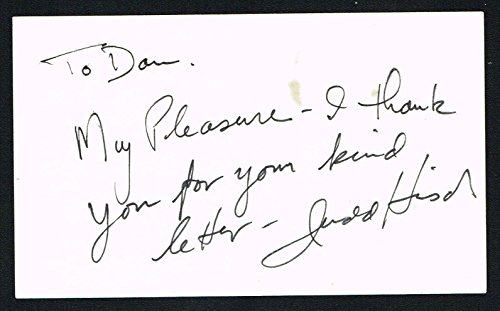 To Dan.
My Pleasure - I thank
you for your kind
letter - Judd Hirsch